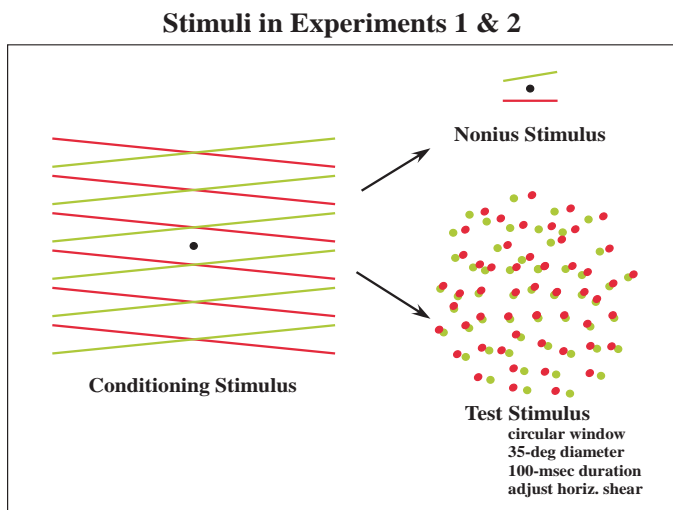 Stimuli in Experiments 1 & 2
Nonius Stimulus
Conditioning Stimulus
Test Stimulus
circular window
35-deg diameter
100-msec duration
adjust horiz. shear